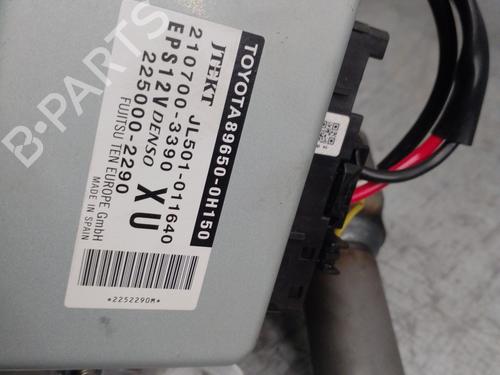 TOYOTA 89650-0H150
JTEKT JL501-011640
210700-3390
EPS12V DENSO XU
225000-2290
FUJITSU TEN EUROPE GmbH
MADE IN SPAIN
*2252290M*
B-PARTS